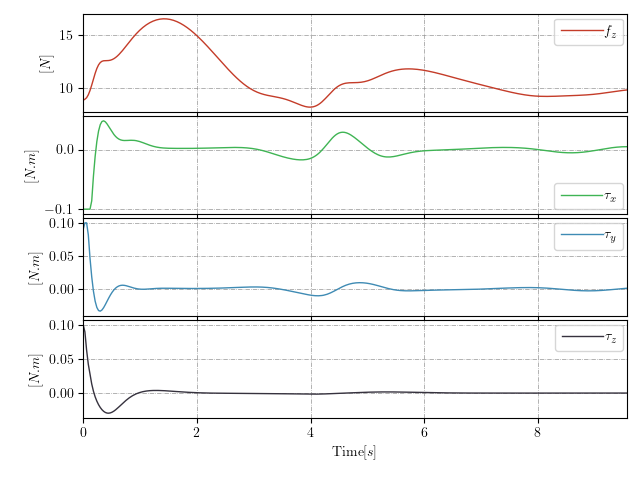 15
10
[N]
f_z
0.0
−0.1
[N.m]
τ_x
0.10
0.05
0.00
[N.m]
τ_y
0.10
0.05
0.00
[N.m]
τ_z
0 2 4 6 8
Time[s]